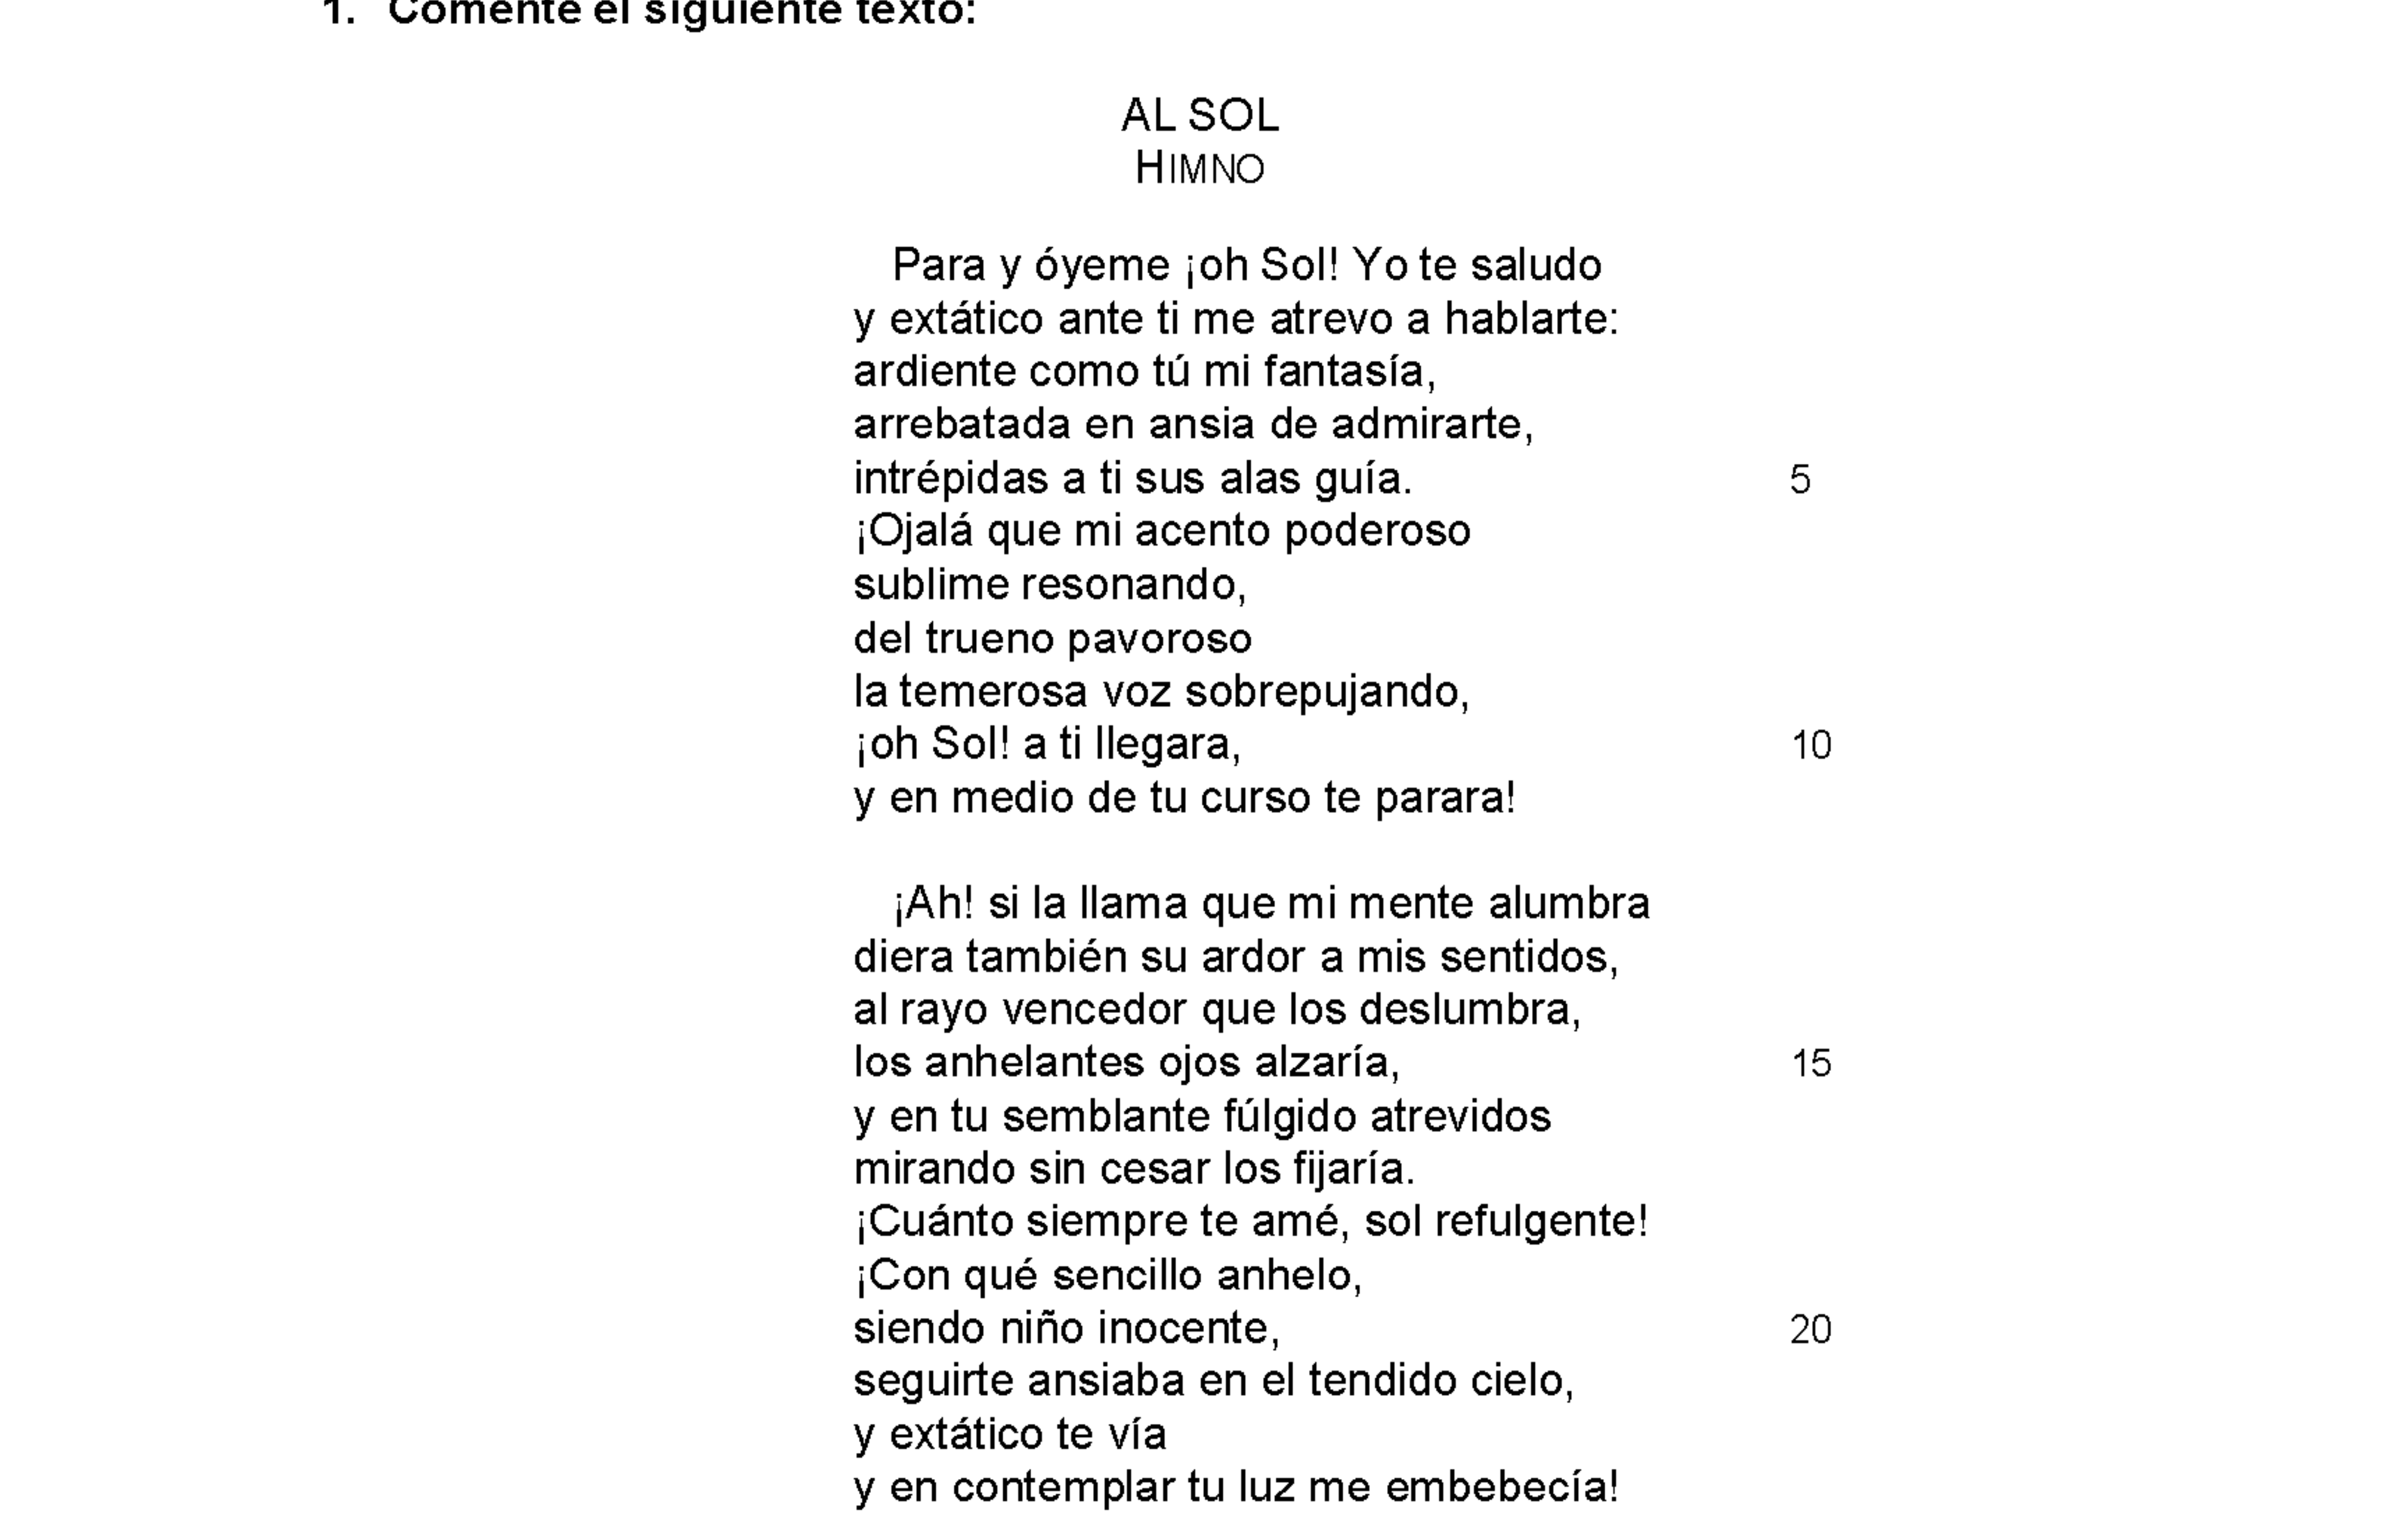 1. Comente el siguiente texto:
AL SOL
HIMNO
Para y óyeme ¡oh Sol! Yo te saludo
y extático ante ti me atrevo a hablarte:
ardiente como tú mi fantasía,
arrebatada en ansia de admirarte,
intrépidas a ti sus alas guía. 5
¡Ojalá que mi acento poderoso
sublime resonando,
del trueno pavoroso
la temerosa voz sobrepujando,
¡oh Sol! a ti llegara, 10
y en medio de tu curso te parara!
¡Ah! si la llama que mi mente alumbra
diera también su ardor a mis sentidos,
al rayo vencedor que los deslumbra,
los anhelantes ojos alzaría, 15
y en tu semblante fúlgido atrevidos
mirando sin cesar los fijaría.
¡Cuánto siempre te amé, sol refulgente!
¡Con qué sencillo anhelo,
siendo niño inocente, 20
seguirte ansiaba en el tendido cielo,
y extático te vía
y en contemplar tu luz me embebecía!